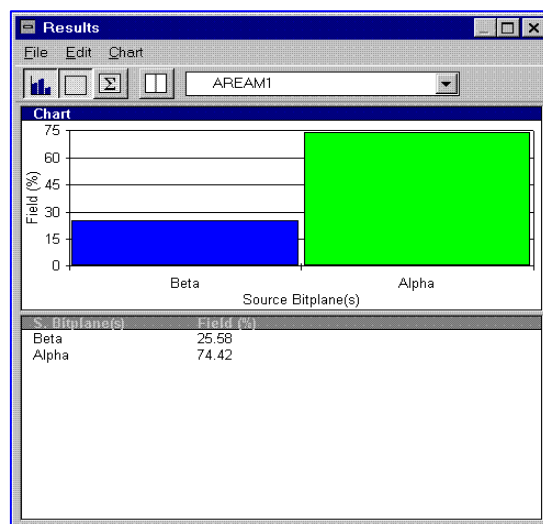 Results
File Edit Chart
Σ AREAM1
Chart
75
60
45
30
15
0
Field (%)
Beta Alpha
Source Bitplane(s)
S. Bitplane(s) Field (%)
Beta 25.58
Alpha 74.42